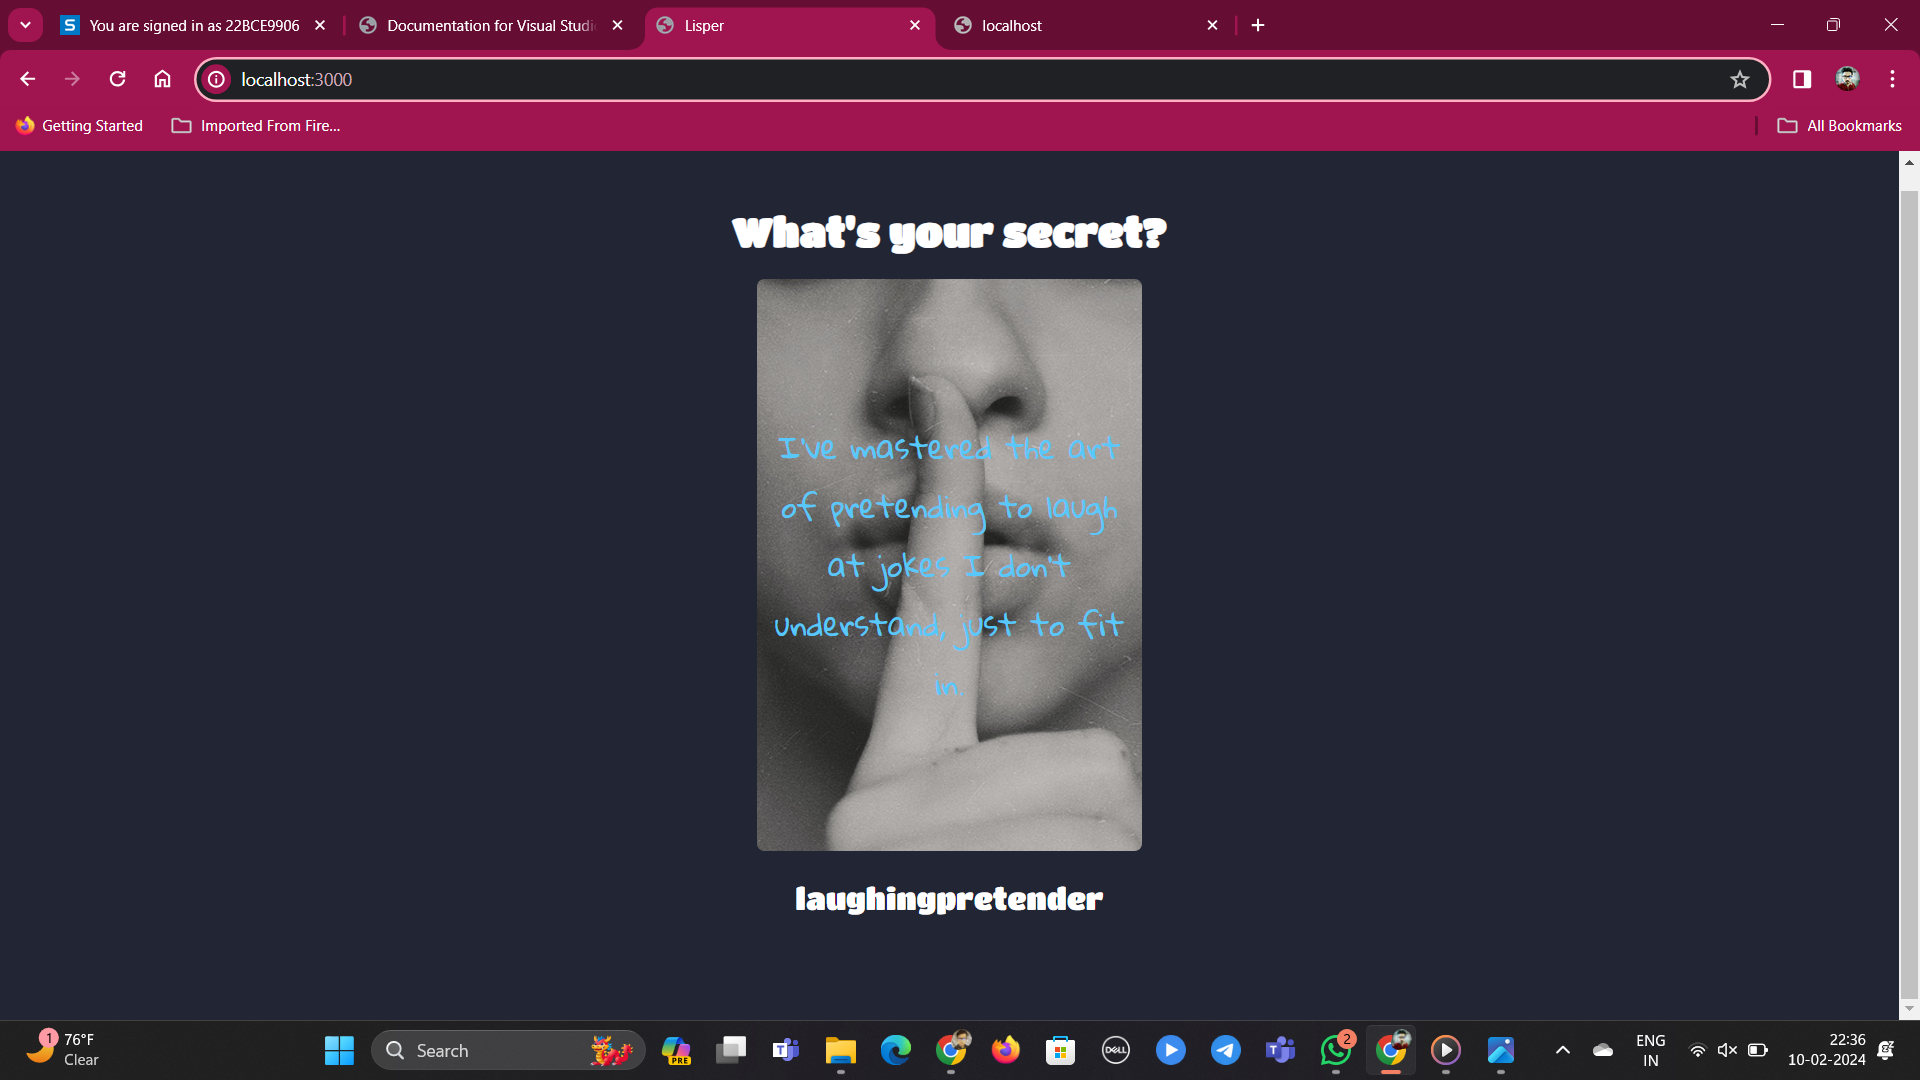 You are signed in as 22BCE9906
Documentation for Visual Studi
Lisper
localhost
localhost:3000
Getting Started
Imported From Fire...
All Bookmarks
What's your secret?
I've mastered the art
of pretending to laugh
at jokes I don't
understand, just to fit
in.
laughingpretender
1
76°F
Clear
Search
PRE
DELL
2
ENG
IN
22:36
10-02-2024